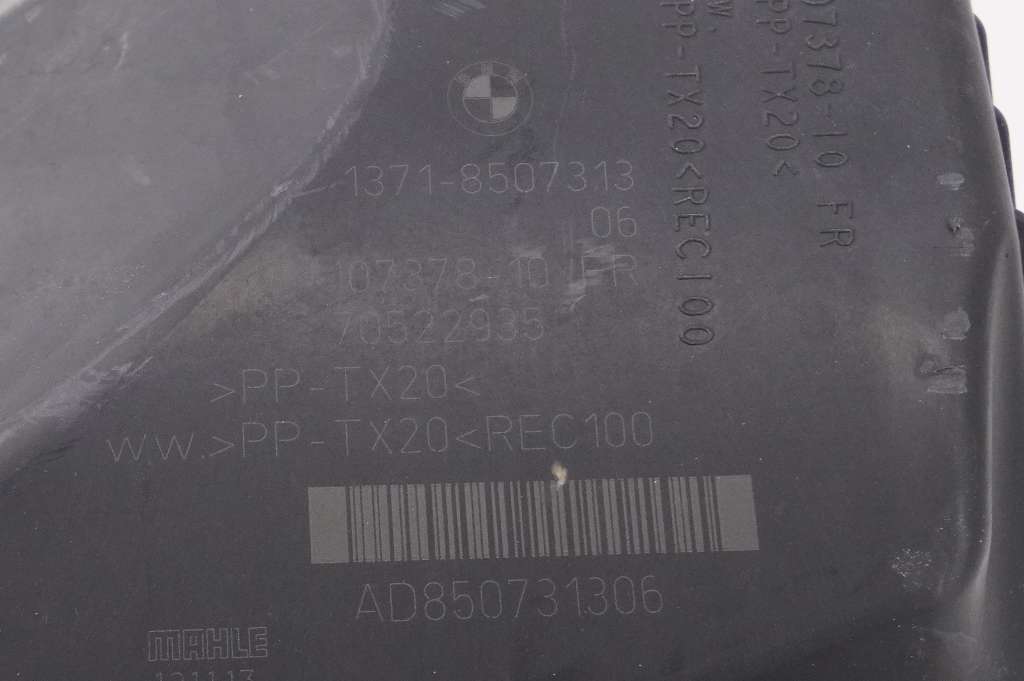 1371-8507313
06
107378-10 FR
70522935
>PP-TX20<
WW.>PP-TX20<REC100
AD850731306
MAHLE
07378-10 FR
PP-TX20<
W.
PP-TX20<REC100